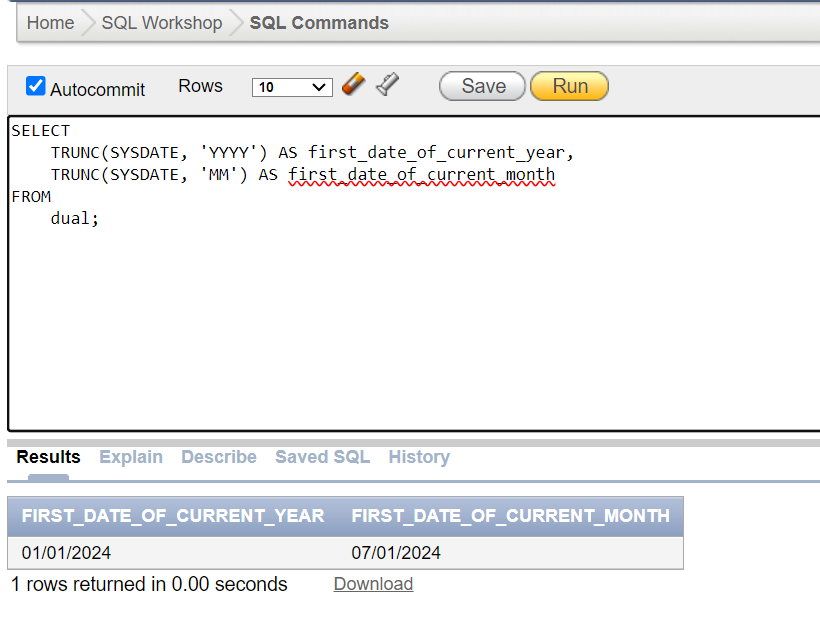 Home SQL Workshop SQL Commands
Autocommit Rows 10 Save Run
SELECT
    TRUNC(SYSDATE, 'YYYY') AS first_date_of_current_year,
    TRUNC(SYSDATE, 'MM') AS first_date_of_current_month
FROM
    dual;
Results Explain Describe Saved SQL History
FIRST_DATE_OF_CURRENT_YEAR FIRST_DATE_OF_CURRENT_MONTH
01/01/2024 07/01/2024
1 rows returned in 0.00 seconds Download